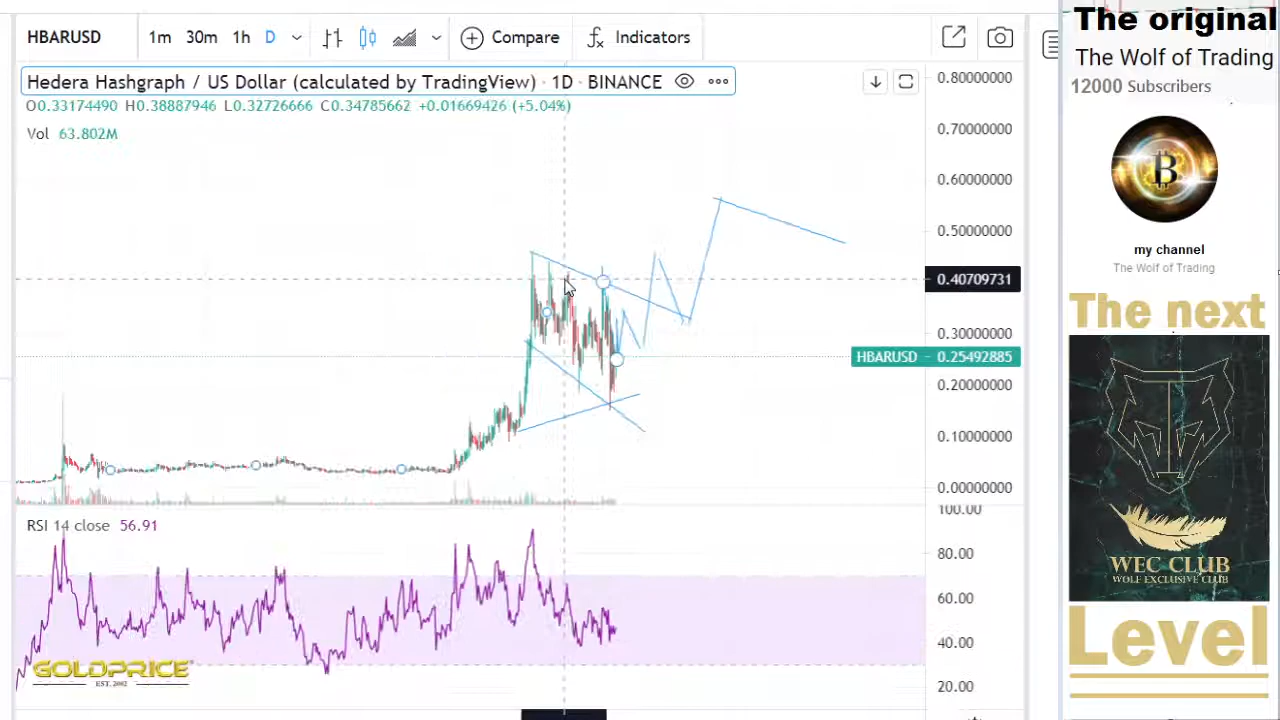 HBARUSD
1m 30m 1h D
Compare
Indicators
Hedera Hashgraph / US Dollar (calculated by TradingView) · 1D · BINANCE
O0.33174490 H0.38887946 L0.32726666 C0.34785662 +0.01669426 (+5.04%)
Vol 63.802M
0.80000000
0.70000000
0.60000000
0.50000000
0.40709731
0.30000000
HBARUSD 0.25492885
0.20000000
0.10000000
0.00000000
RSI 14 close 56.91
100.00
80.00
60.00
40.00
20.00
GOLDPRICE
EST. 2002
The original
The Wolf of Trading
12000 Subscribers
B
my channel
The Wolf of Trading
The next
WEC CLUB
WOLF EXCLUSIVE CLUB
Level